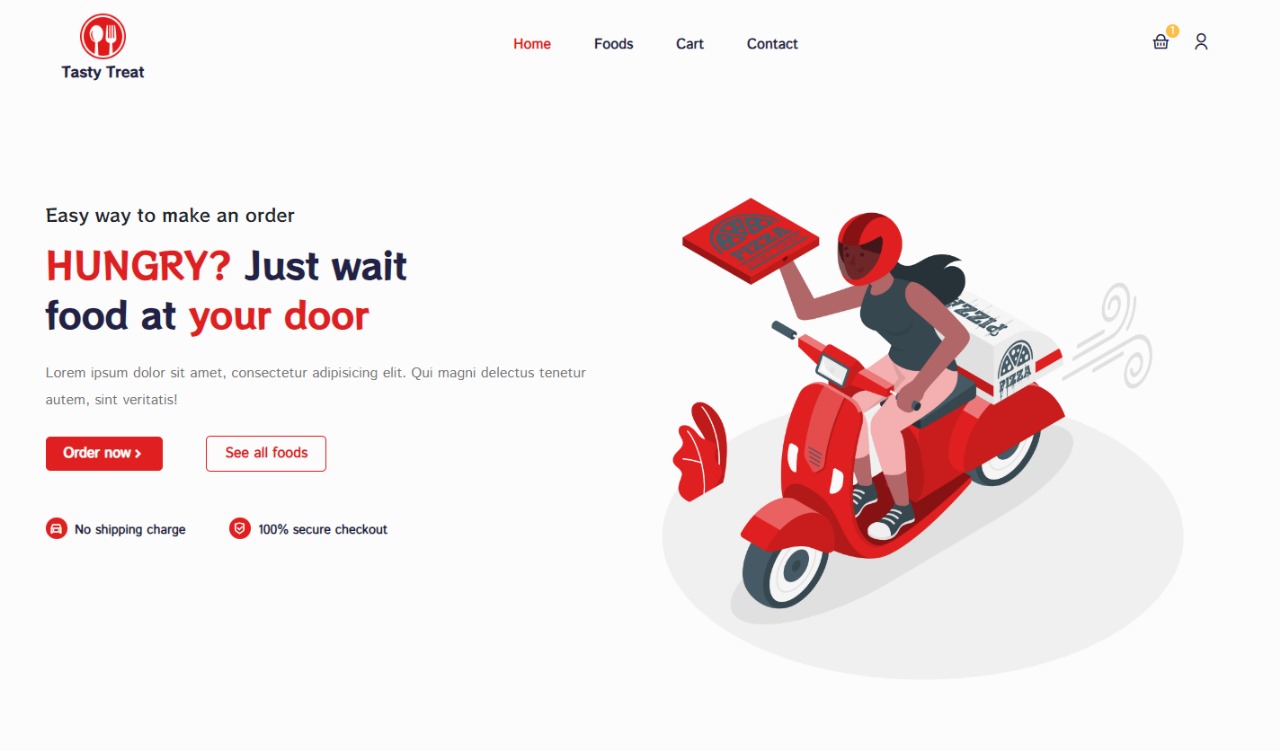 Tasty Treat
Home Foods Cart Contact
1
Easy way to make an order
HUNGRY? Just wait
food at your door
Lorem ipsum dolor sit amet, consectetur adipisicing elit. Qui magni delectus tenetur
autem, sint veritatis!
Order now ›
See all foods
No shipping charge
100% secure checkout
PIZZA
PIZZA
PIZZA